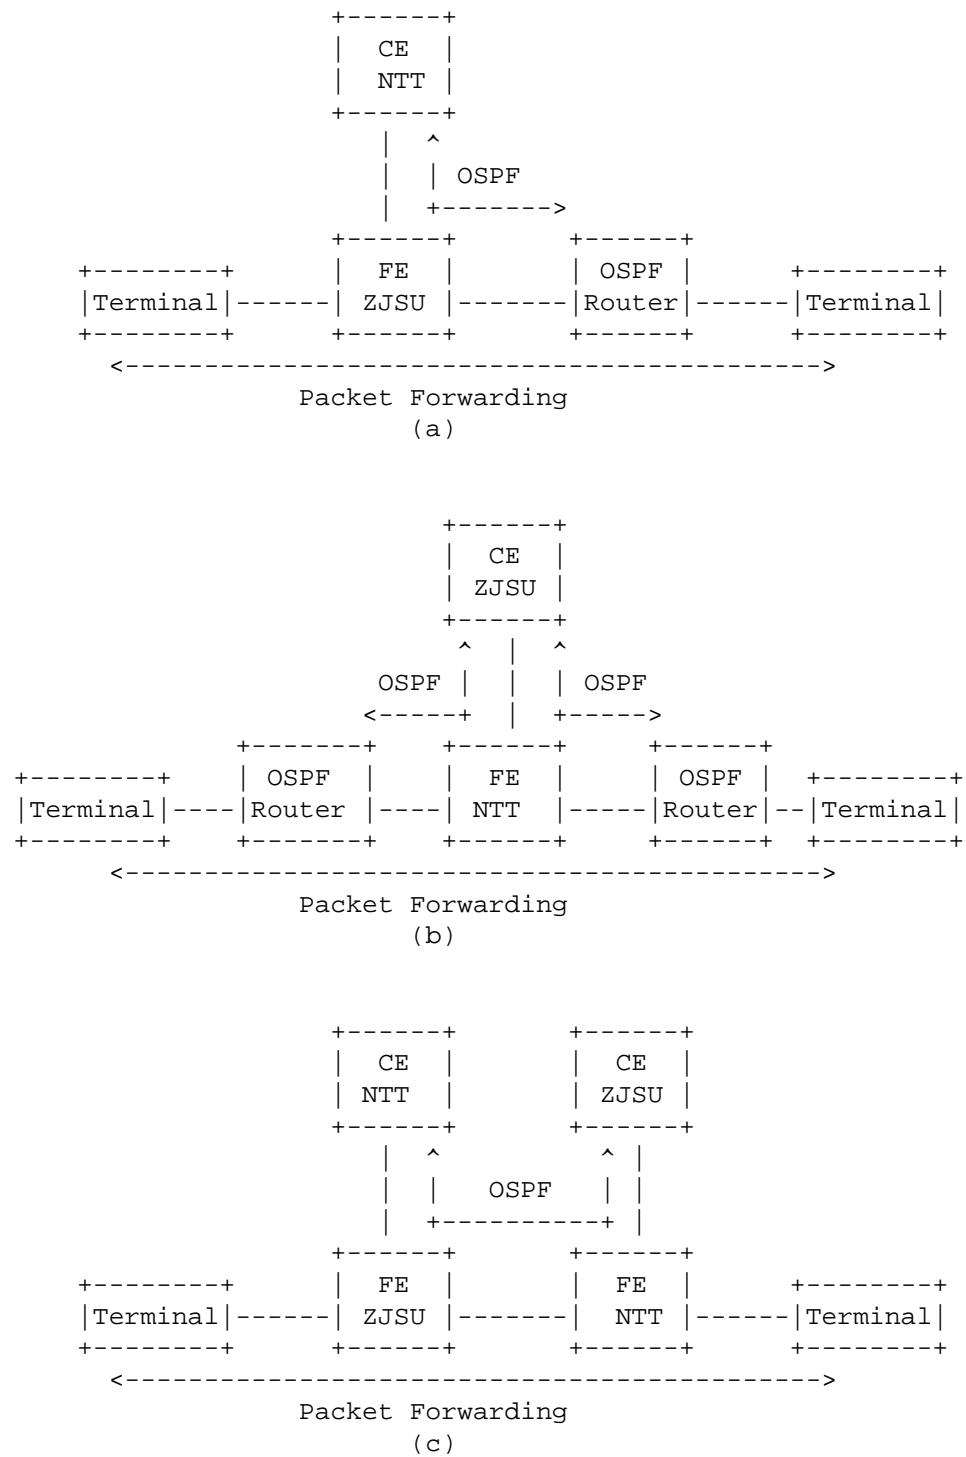 +------+
|  CE  |
|  NTT |
+------+
|  ^
|  | OSPF
|  +------->
+------+       +------+
+--------+      |  FE  |       | OSPF |      +--------+
|Terminal|------| ZJSU |-------|Router|------|Terminal|
+--------+      +------+       +------+      +--------+
<-------------------------------------------->
Packet Forwarding
(a)
+------+
|  CE  |
| ZJSU |
+------+
^  |  ^
OSPF |  |  | OSPF
<-----+  |  +----->
+-------+    +------+     +------+
+--------+    | OSPF  |    |  FE  |     | OSPF |  +--------+
|Terminal|----|Router |----| NTT  |-----|Router|--|Terminal|
+--------+    +-------+    +------+     +------+  +--------+
<-------------------------------------------->
Packet Forwarding
(b)
+------+       +------+
|  CE  |       |  CE  |
| NTT  |       | ZJSU |
+------+       +------+
|  ^          ^ |
|  |   OSPF   | |
|  +----------+ |
+------+       +------+
+--------+      |  FE  |       |  FE  |      +--------+
|Terminal|------| ZJSU |-------|  NTT |------|Terminal|
+--------+      +------+       +------+      +--------+
<-------------------------------------------->
Packet Forwarding
(c)